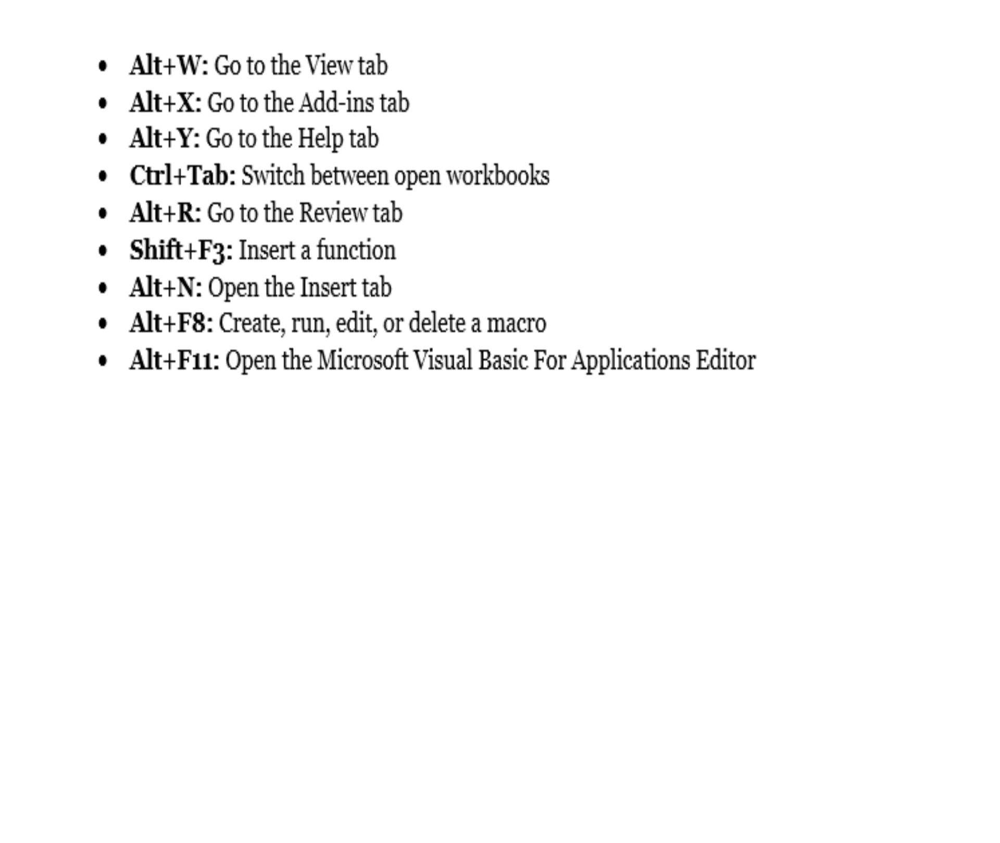 • Alt+W: Go to the View tab
• Alt+X: Go to the Add-ins tab
• Alt+Y: Go to the Help tab
• Ctrl+Tab: Switch between open workbooks
• Alt+R: Go to the Review tab
• Shift+F3: Insert a function
• Alt+N: Open the Insert tab
• Alt+F8: Create, run, edit, or delete a macro
• Alt+F11: Open the Microsoft Visual Basic For Applications Editor